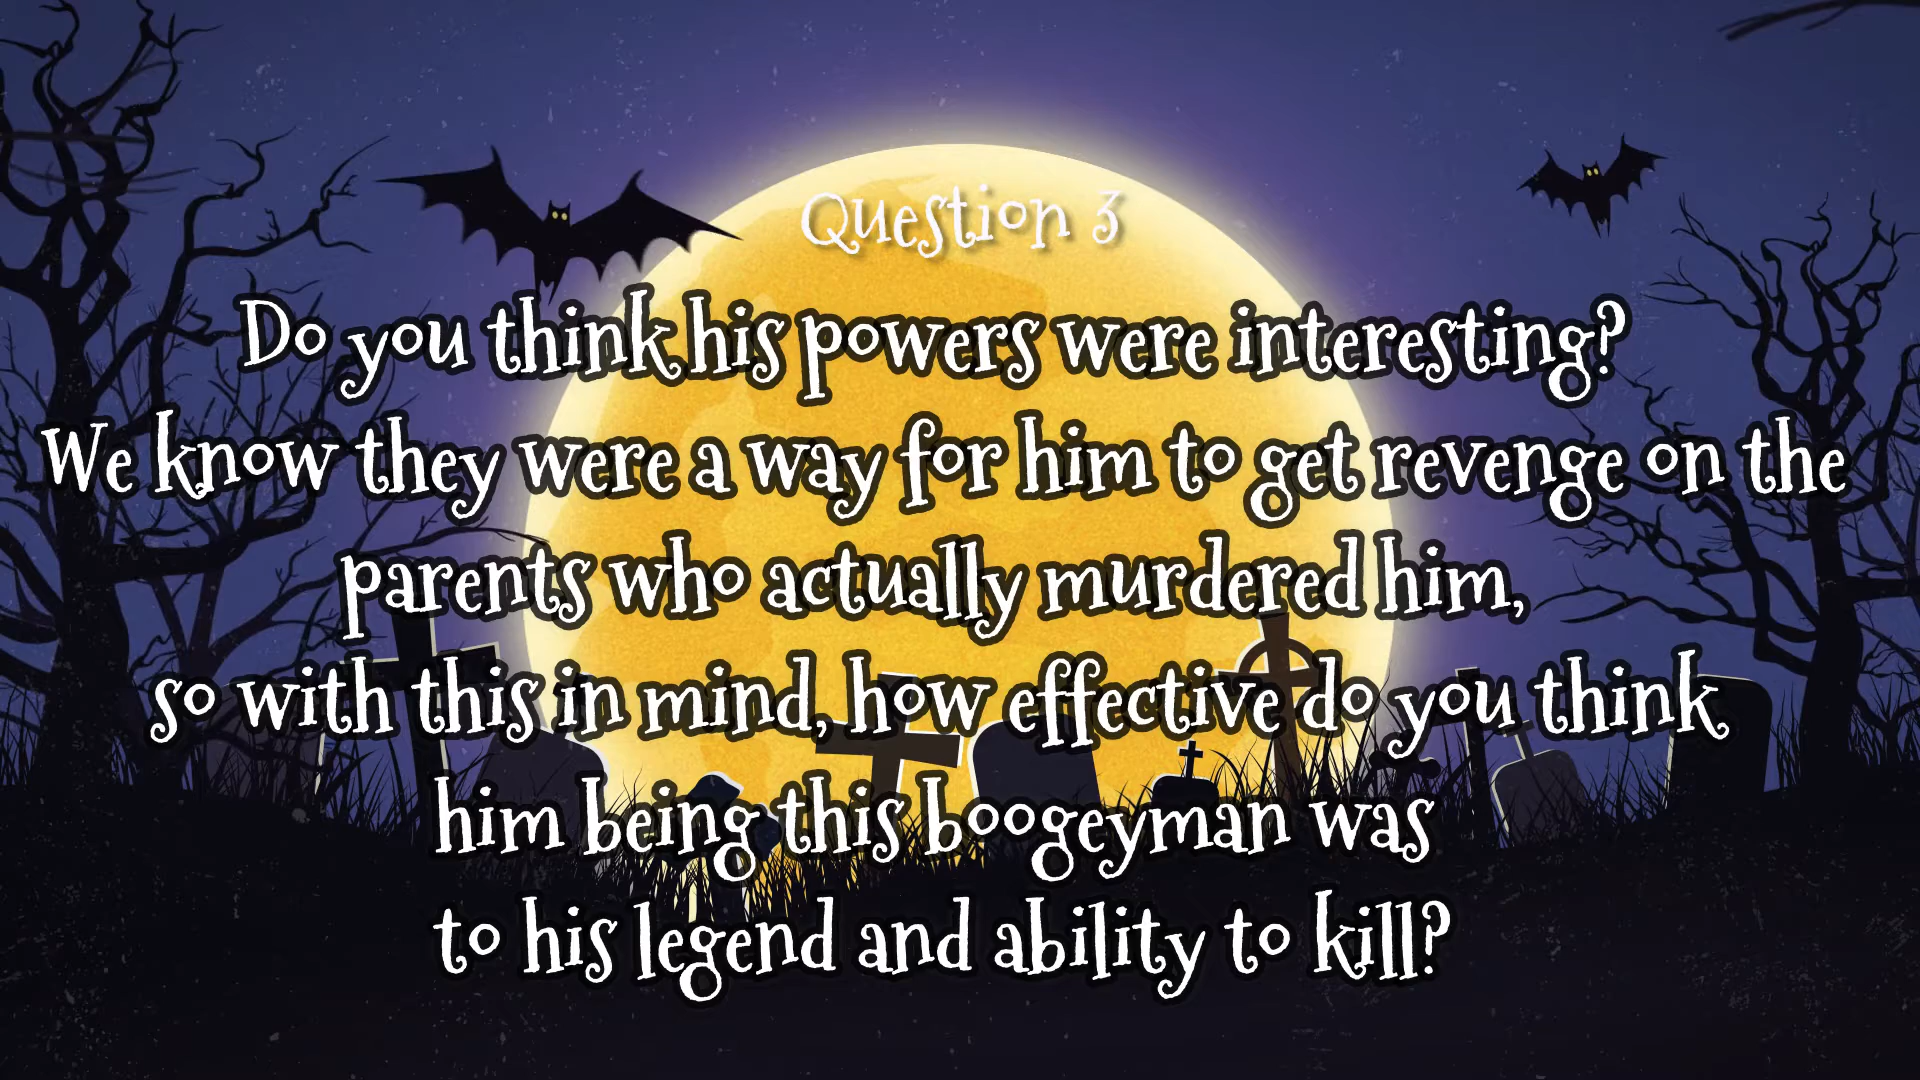 Question 3
Do you think his powers were interesting?
We know they were a way for him to get revenge on the
parents who actually murdered him,
so with this in mind, how effective do you think
him being this boogeyman was
to his legend and ability to kill?